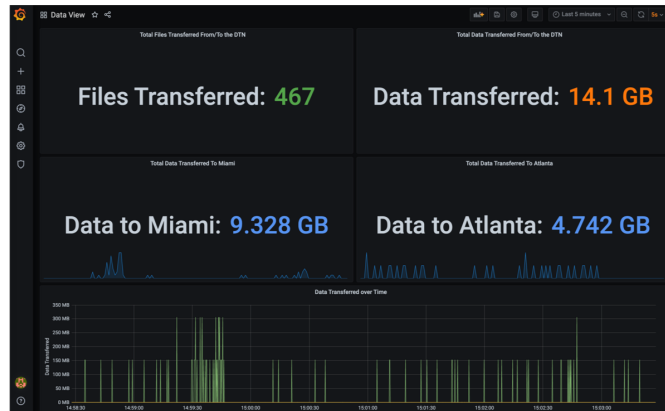 Data View
Last 5 minutes
5s
Total Files Transferred From/To the DTN
Total Data Transferred From/To the DTN
Files Transferred: 467
Data Transferred: 14.1 GB
Total Data Transferred To Miami
Total Data Transferred To Atlanta
Data to Miami: 9.328 GB
Data to Atlanta: 4.742 GB
Data Transferred over Time
Data Transferred
350 MB
300 MB
250 MB
200 MB
150 MB
100 MB
50 MB
0 MB
14:58:30
14:59:00
14:59:30
15:00:00
15:00:30
15:01:00
15:01:30
15:02:00
15:02:30
15:03:00